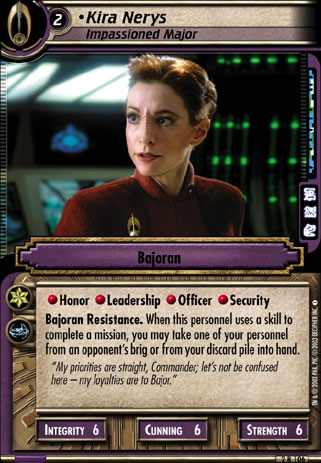 2
•Kira Nerys
Impassioned Major
Bajoran
Honor Leadership Officer Security
Bajoran Resistance. When this personnel uses a skill to
complete a mission, you may take one of your personnel
from an opponent's brig or from your discard pile into hand.
"My priorities are straight, Commander; let's not be confused
here – my loyalties are to Bajor."
INTEGRITY 6 CUNNING 6 STRENGTH 6